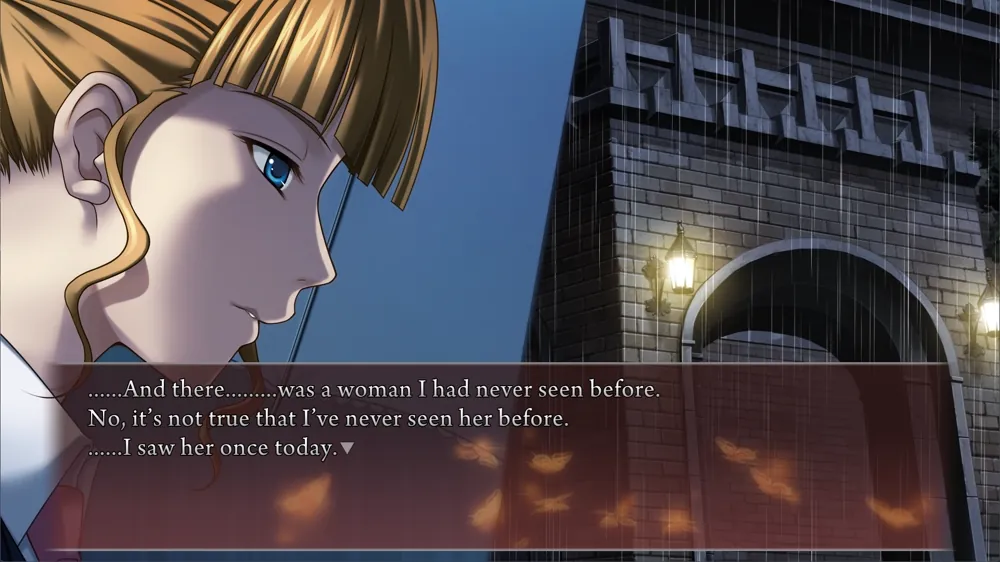 ......And there.........was a woman I had never seen before.
No, it's not true that I've never seen her before.
......I saw her once today.